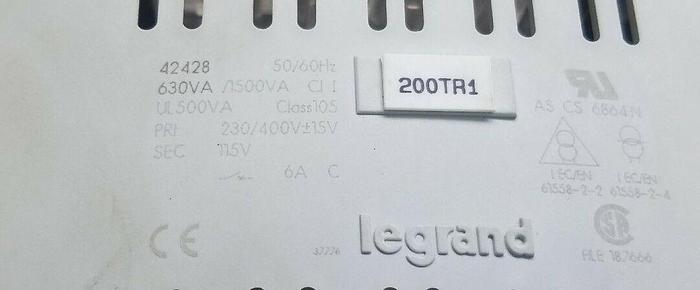 42428 50/60Hz
630VA /1500VA Cl I
UL500VA Class105
PRI 230/400V±15V
SEC 115V
6A C
37776
200TR1
AS CS 6864N
IEC/EN
61558-2-2
IEC/EN
61558-2-4
legrand
FILE 187666
CE